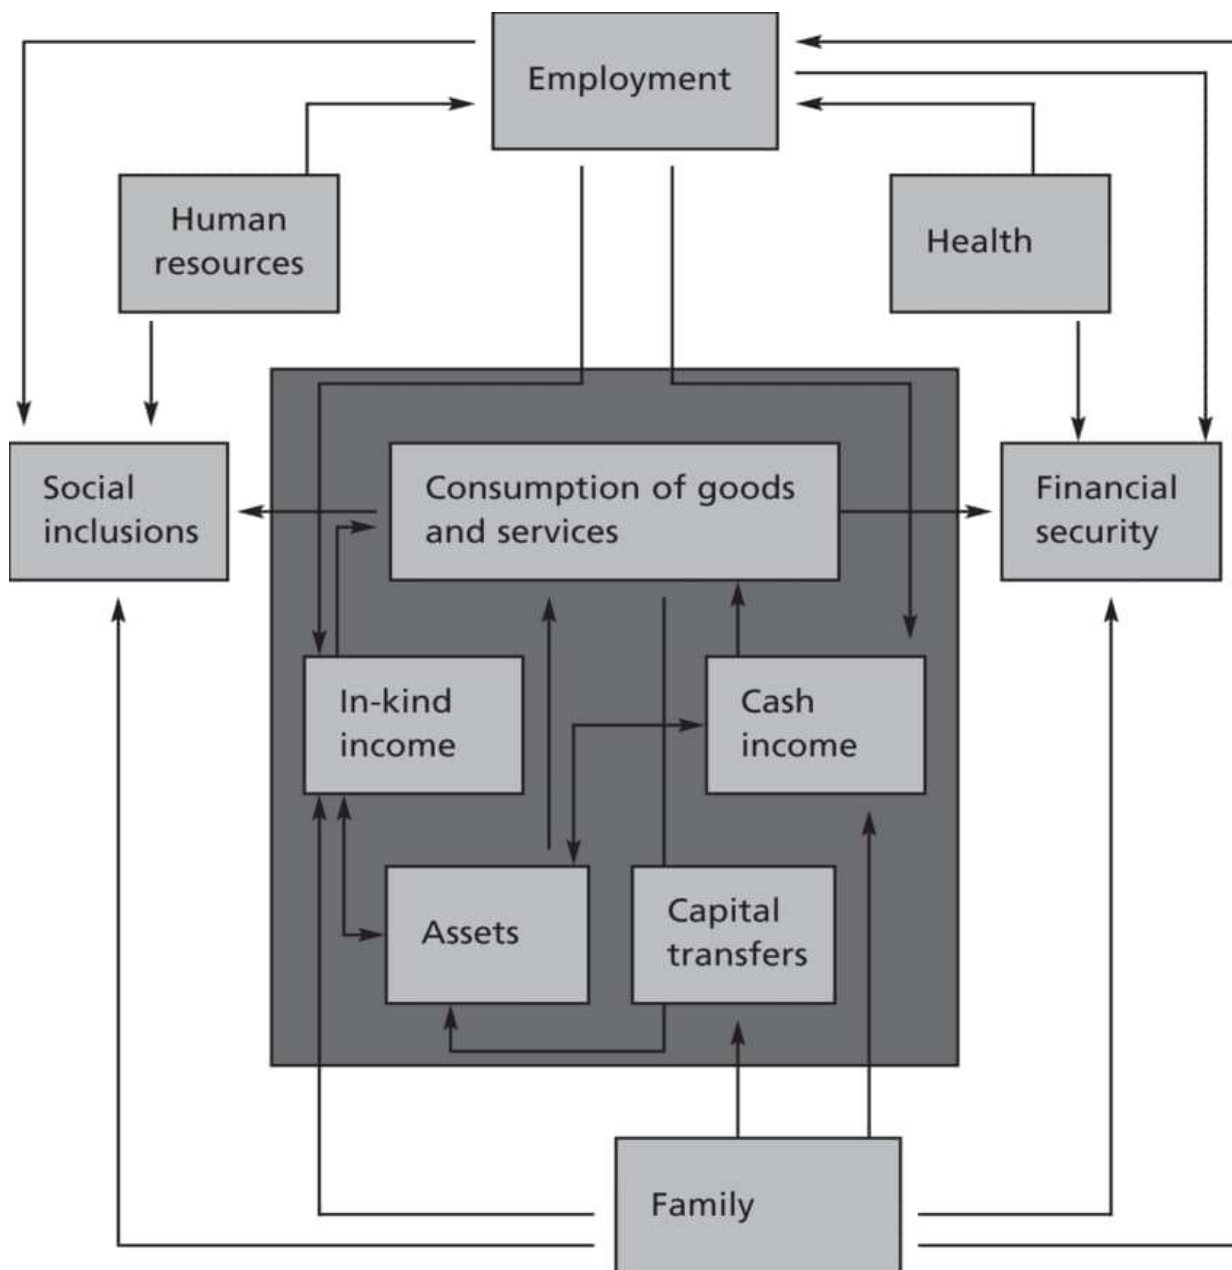 Employment
Human
resources
Health
Social
inclusions
Consumption of goods
and services
Financial
security
In-kind
income
Cash
income
Assets
Capital
transfers
Family